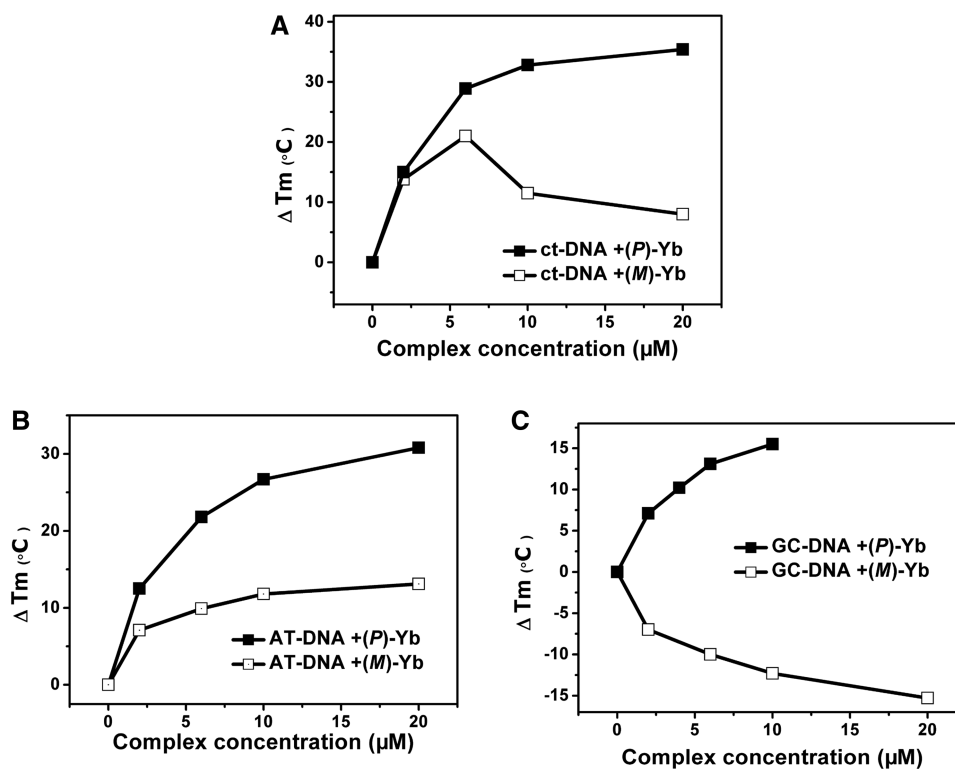 A
40
30
20
10
0
Δ Tm (°C)
ct-DNA +(P)-Yb
ct-DNA +(M)-Yb
0 5 10 15 20
Complex concentration (μM)
B
30
20
10
0
Δ Tm (°C)
AT-DNA +(P)-Yb
AT-DNA +(M)-Yb
0 5 10 15 20
Complex concentration (μM)
C
15
10
5
0
-5
-10
-15
Δ Tm (°C)
GC-DNA +(P)-Yb
GC-DNA +(M)-Yb
0 5 10 15 20
Complex concentration (μM)